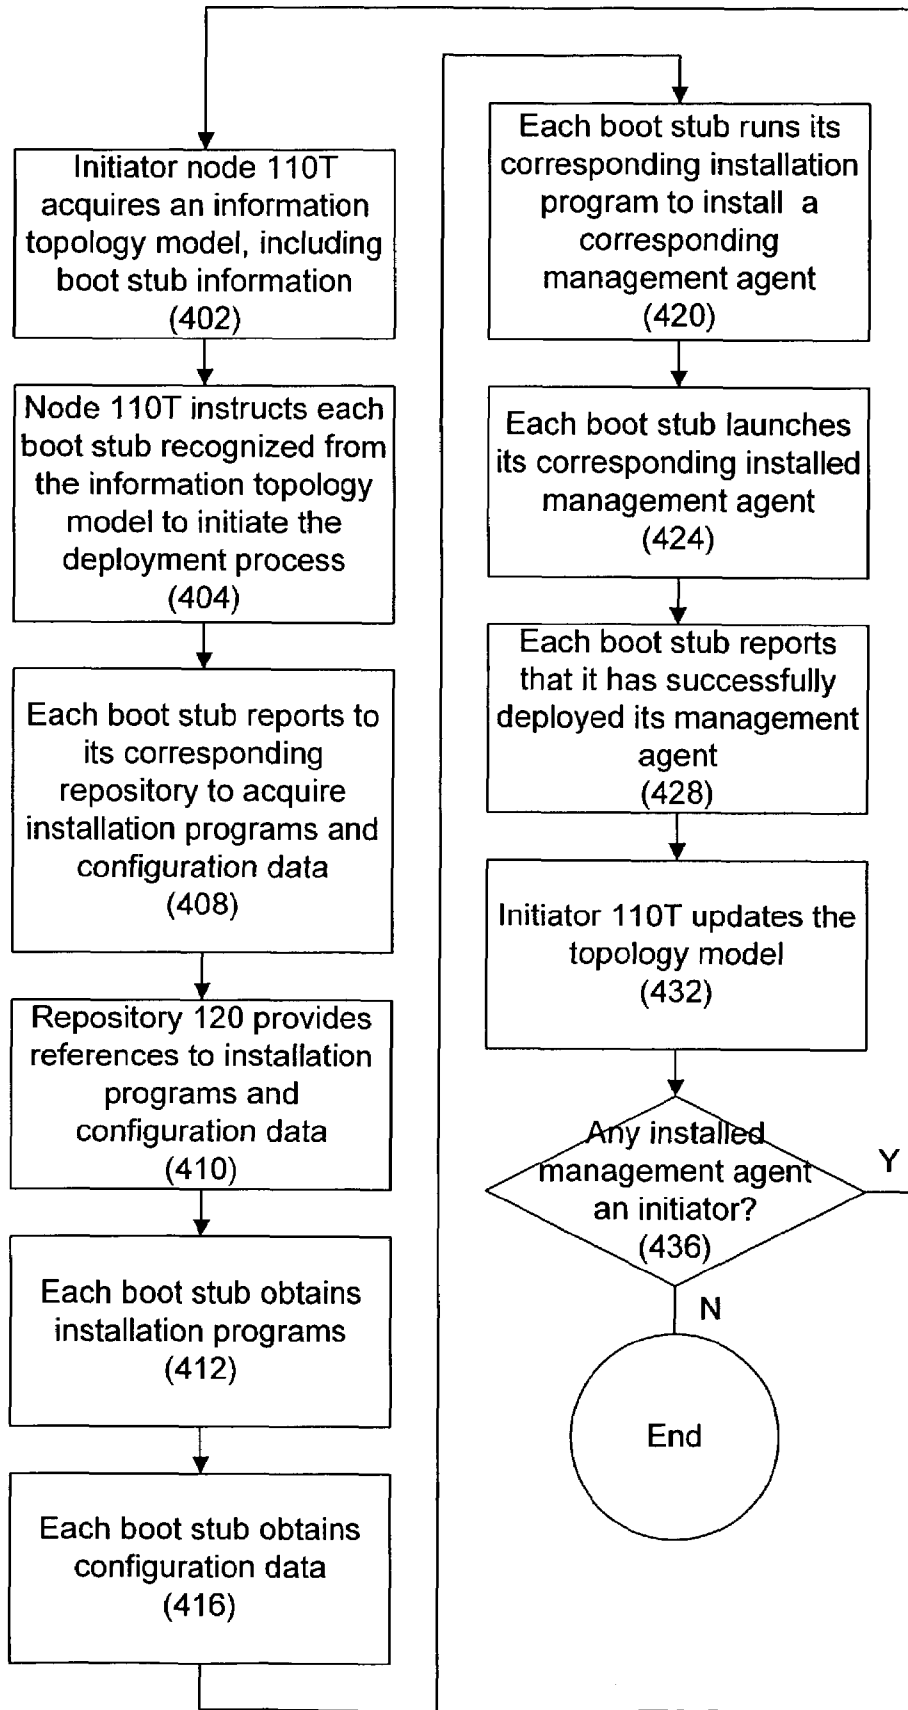 Initiator node 110T
acquires an information
topology model, including
boot stub information
(402)
Node 110T instructs each
boot stub recognized from
the information topology
model to initiate the
deployment process
(404)
Each boot stub reports to
its corresponding
repository to acquire
installation programs and
configuration data
(408)
Repository 120 provides
references to installation
programs and
configuration data
(410)
Each boot stub obtains
installation programs
(412)
Each boot stub obtains
configuration data
(416)
Each boot stub runs its
corresponding installation
program to install a
corresponding
management agent
(420)
Each boot stub launches
its corresponding installed
management agent
(424)
Each boot stub reports
that it has successfully
deployed its management
agent
(428)
Initiator 110T updates the
topology model
(432)
Any installed
management agent
an initiator?
(436)
Y
N
End